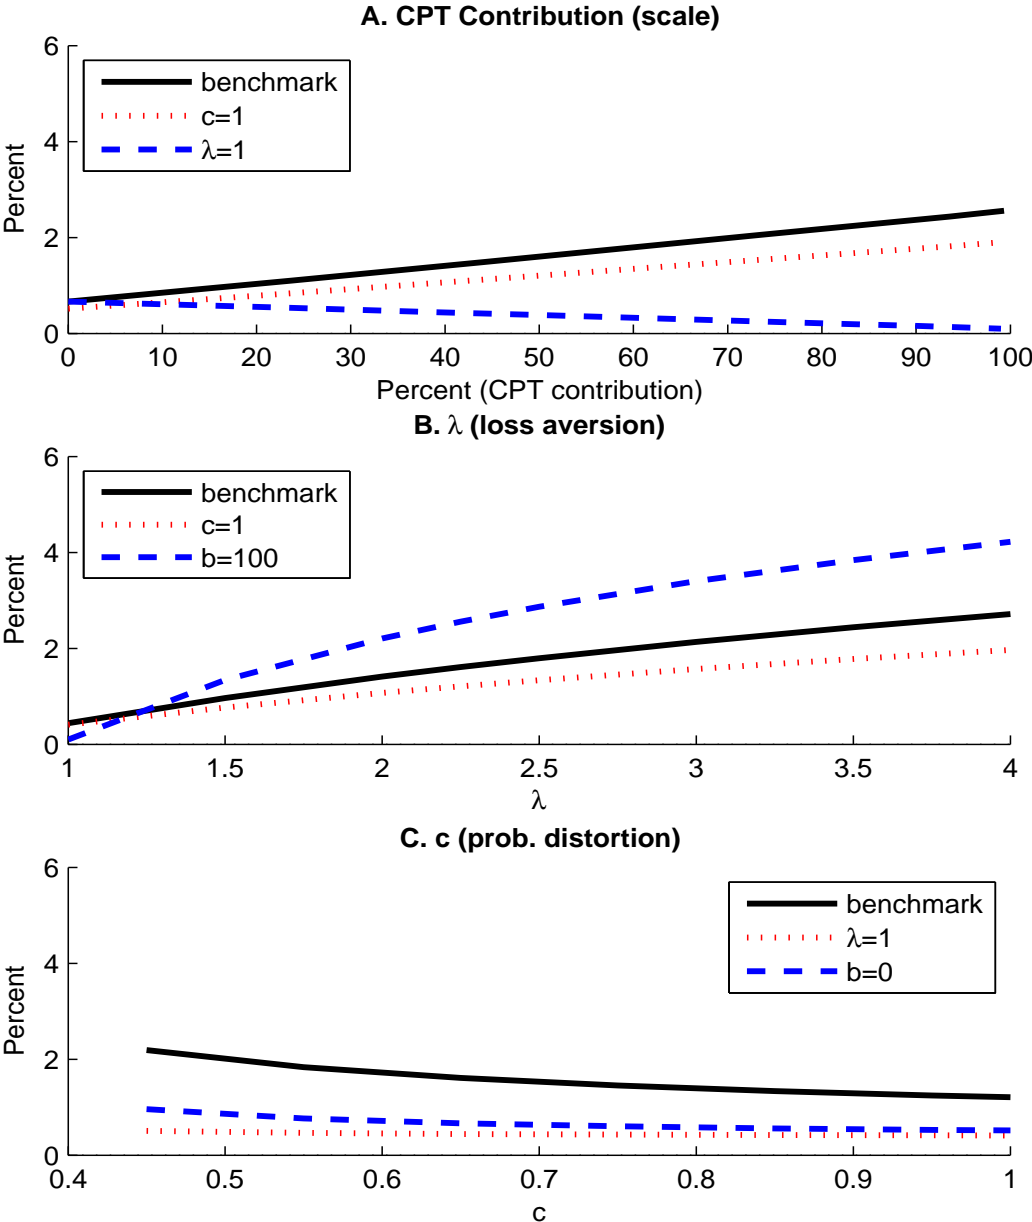 A. CPT Contribution (scale)
6
4
2
0
Percent
benchmark
c=1
λ=1
0 10 20 30 40 50 60 70 80 90 100
Percent (CPT contribution)
B. λ (loss aversion)
6
4
2
0
Percent
benchmark
c=1
b=100
1 1.5 2 2.5 3 3.5 4
λ
C. c (prob. distortion)
6
4
2
0
Percent
benchmark
λ=1
b=0
0.4 0.5 0.6 0.7 0.8 0.9 1
c